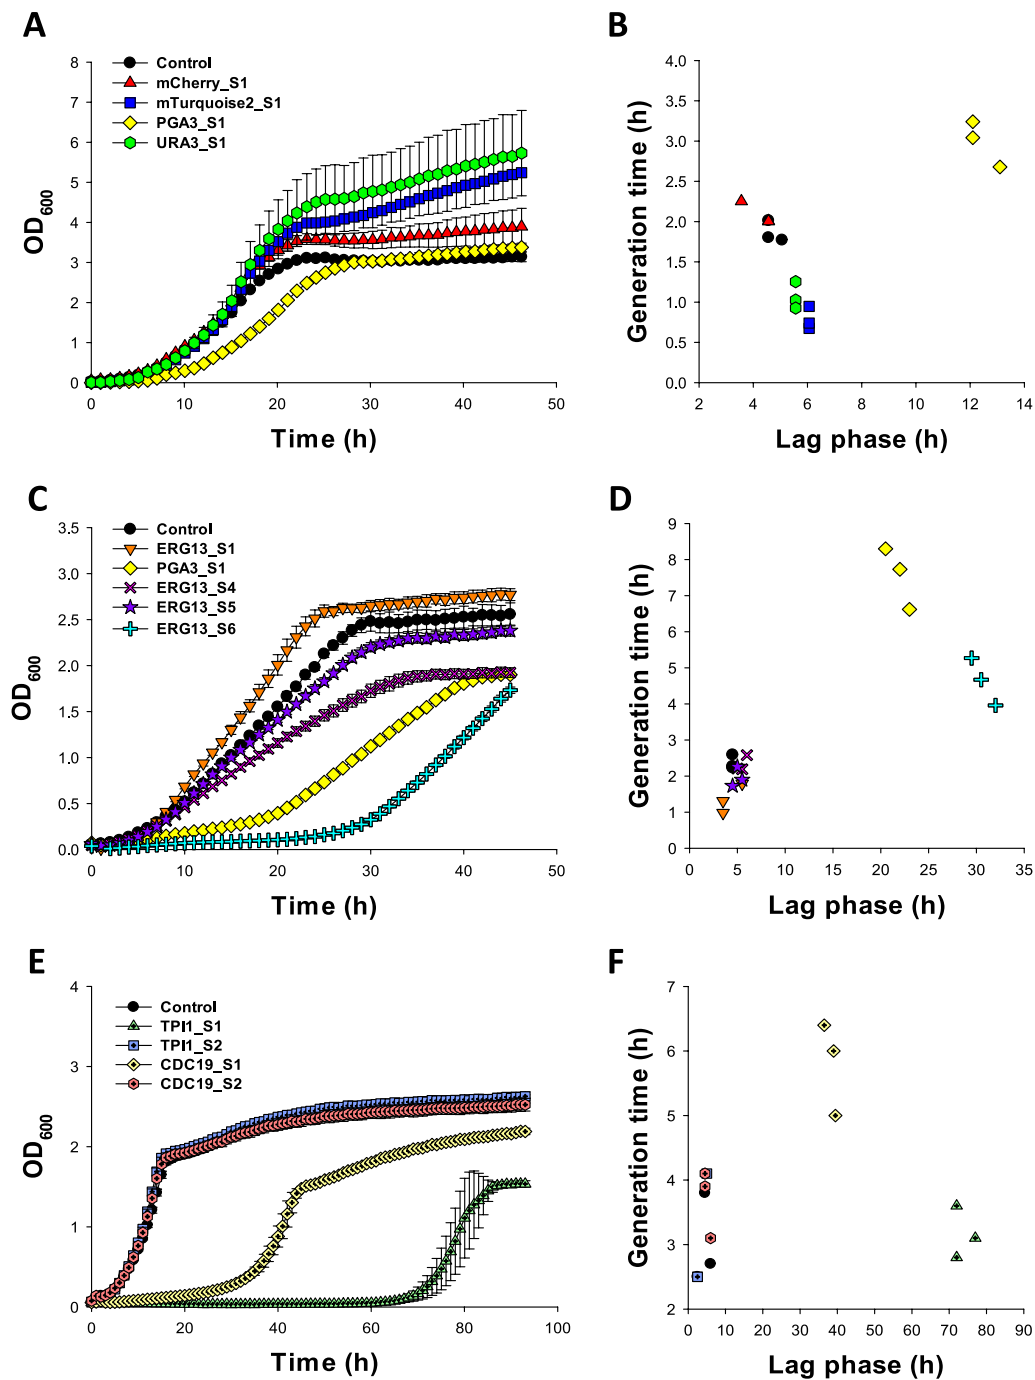 A
Control
mCherry_S1
mTurquoise2_S1
PGA3_S1
URA3_S1
8
7
6
5
4
3
2
1
0
OD600
0 10 20 30 40 50
Time (h)
B
4.0
3.5
3.0
2.5
2.0
1.5
1.0
0.5
0.0
Generation time (h)
2 4 6 8 10 12 14
Lag phase (h)
C
Control
ERG13_S1
PGA3_S1
ERG13_S4
ERG13_S5
ERG13_S6
3.5
3.0
2.5
2.0
1.5
1.0
0.5
0.0
OD600
0 10 20 30 40 50
Time (h)
D
9
8
7
6
5
4
3
2
1
0
Generation time (h)
0 5 10 15 20 25 30 35
Lag phase (h)
E
Control
TPI1_S1
TPI1_S2
CDC19_S1
CDC19_S2
4
3
2
1
0
OD600
0 20 40 60 80 100
Time (h)
F
7
6
5
4
3
2
Generation time (h)
0 10 20 30 40 50 60 70 80 90
Lag phase (h)